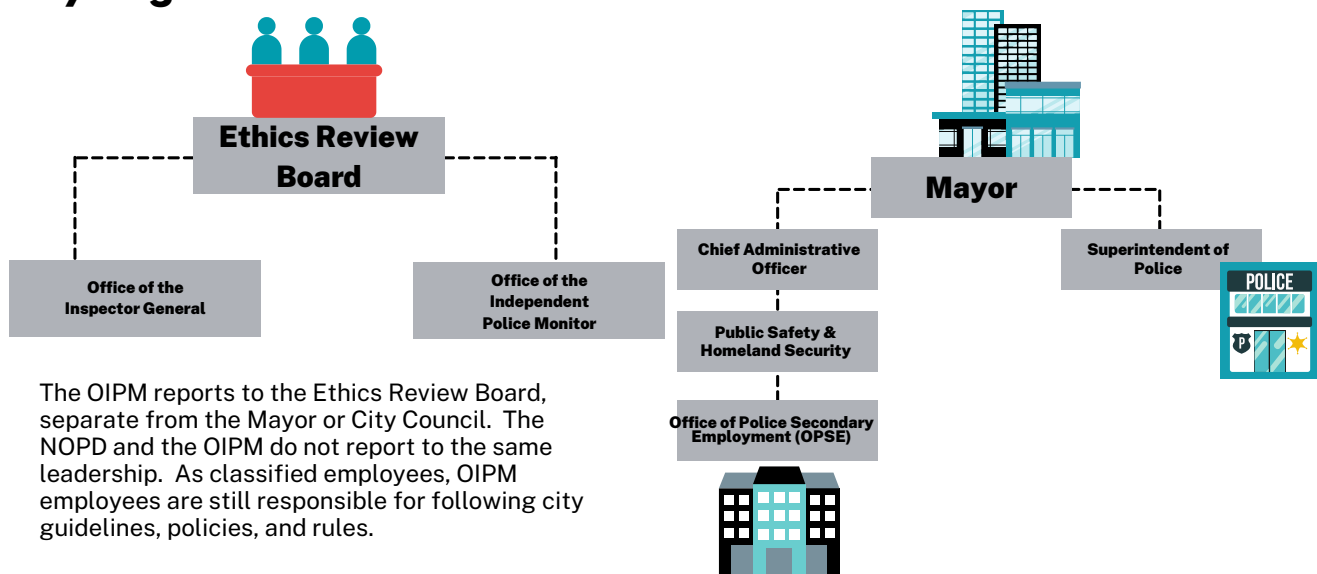 Ethics Review
Board
Office of the
Inspector General
Office of the
Independent
Police Monitor
The OIPM reports to the Ethics Review Board,
separate from the Mayor or City Council.  The
NOPD and the OIPM do not report to the same
leadership.  As classified employees, OIPM
employees are still responsible for following city
guidelines, policies, and rules.
Mayor
Chief Administrative
Officer
Public Safety &
Homeland Security
Office of Police Secondary
Employment (OPSE)
Superintendent of
Police
POLICE
P